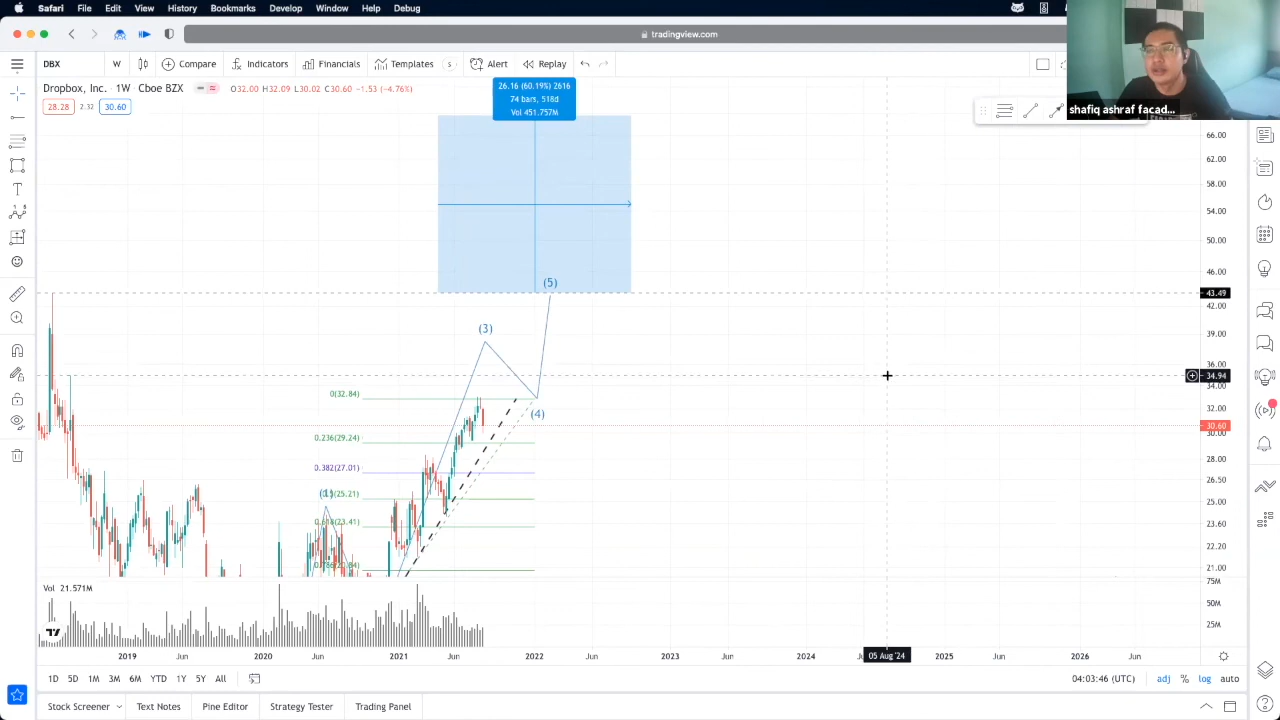 Safari File Edit View History Bookmarks Develop Window Help Debug
tradingview.com
DBX W Compare Indicators Financials Templates Alert Replay
Dropbox, Inc. 1W Cboe BZX O32.00 H32.09 L30.02 C30.60 −1.53 (−4.76%)
28.28 2.32 30.60
26.16 (60.19%) 2616
74 bars, 518d
Vol 451.757M
shafiq ashraf facad...
66.00
62.00
58.00
54.00
50.00
46.00
(5)
43.49
42.00
(3)
39.00
36.00
34.94
34.00
0(32.84)
32.00
(4)
30.60
30.00
0.236(29.24)
28.00
0.382(27.01)
26.50
25.00
23.60
22.20
21.00
Vol 21.571M
75M
50M
25M
2019 Jun 2020 Jun 2021 Jun 2022 Jun 2023 Jun 2024 05 Aug '24 2025 Jun 2026 Jun
1D 5D 1M 3M 6M YTD 1Y 5Y All 04:03:46 (UTC) adj % log auto
Stock Screener Text Notes Pine Editor Strategy Tester Trading Panel